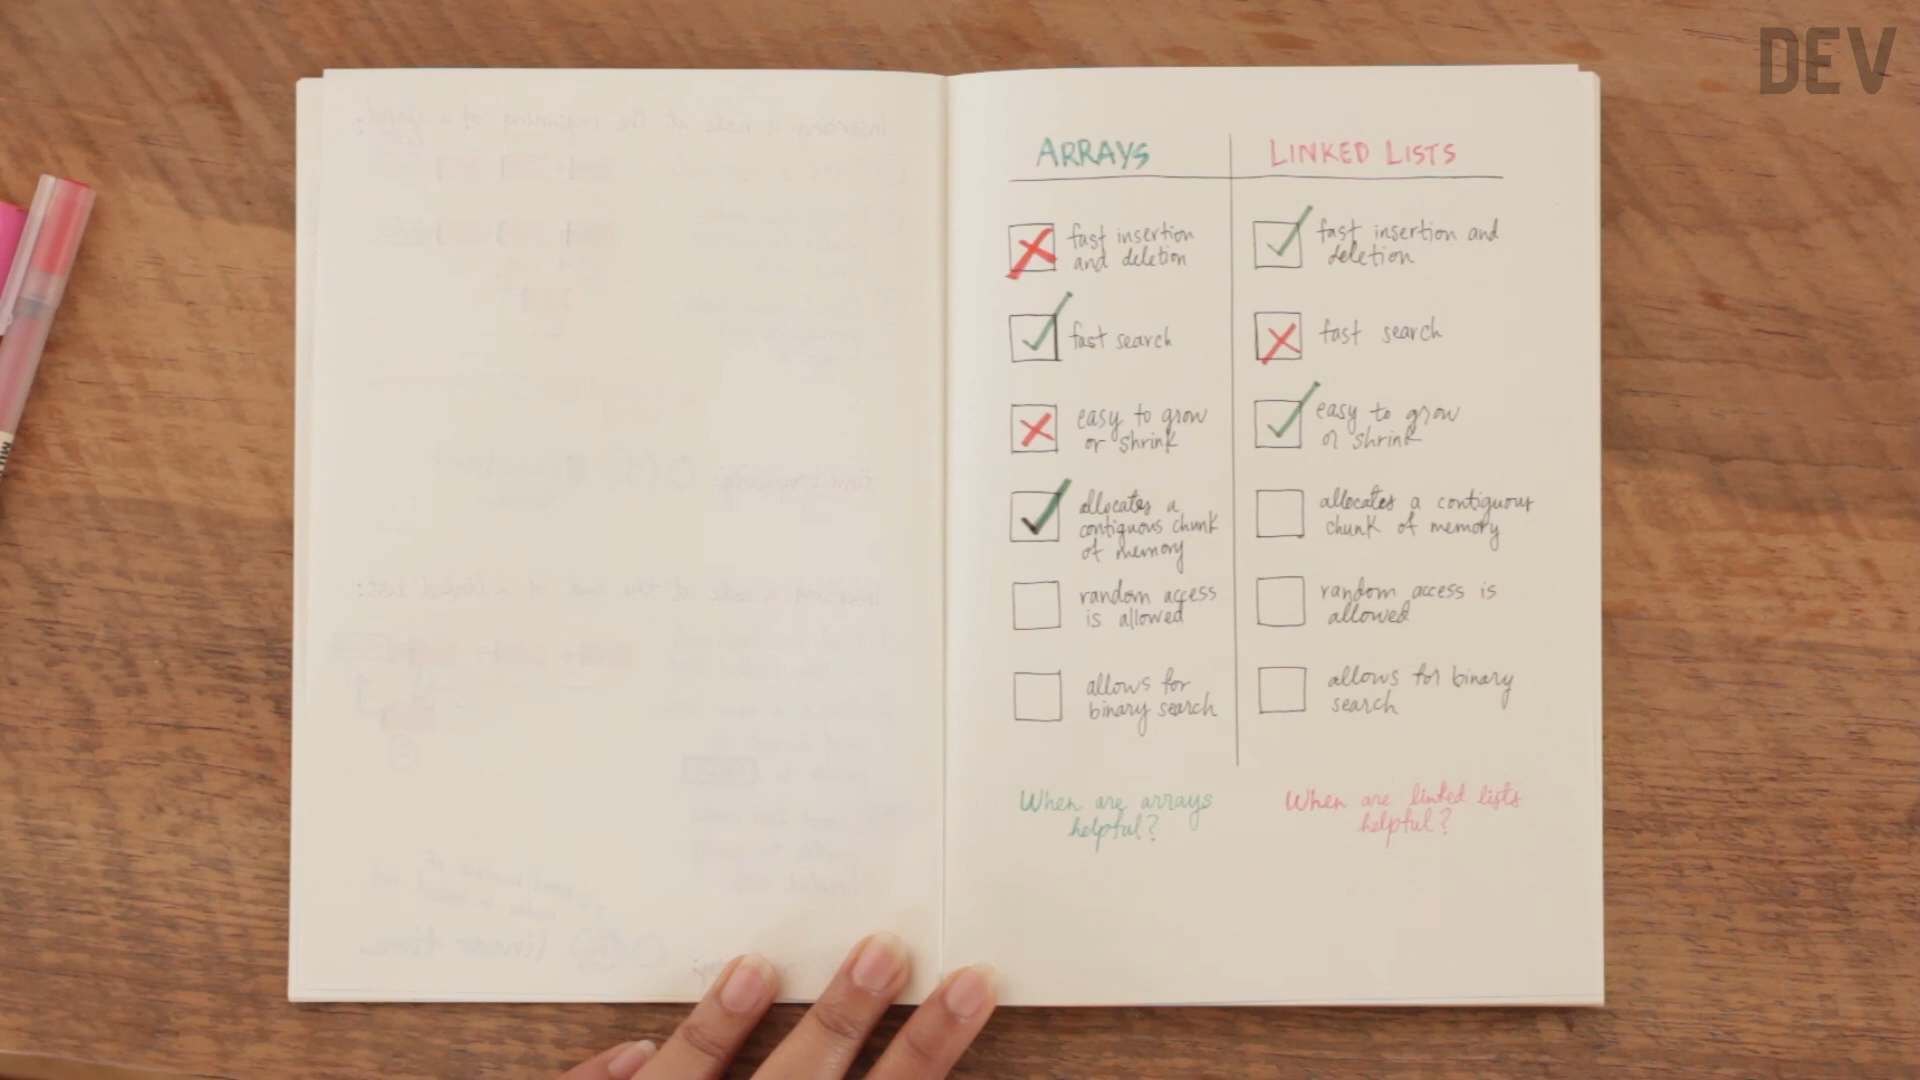 DEV
ARRAYS
fast insertion
and deletion
fast search
easy to grow
or shrink
allocates a
contiguous chunk
of memory
random access
is allowed
allows for
binary search
When are arrays
helpful?
LINKED LISTS
fast insertion and
deletion
fast search
easy to grow
or shrink
allocates a contiguous
chunk of memory
random access is
allowed
allows for binary
search
When are linked lists
helpful?